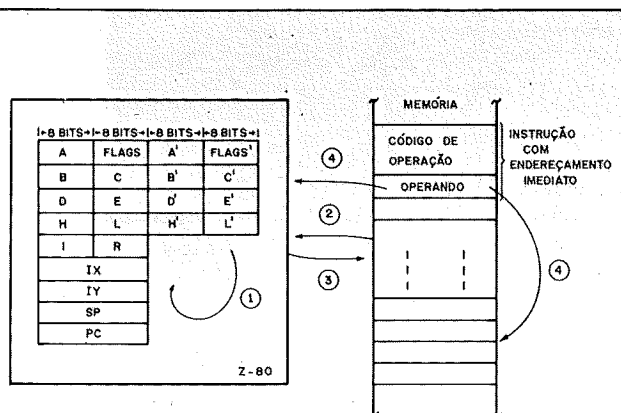 8 BITS 8 BITS 8 BITS 8 BITS
A FLAGS A' FLAGS'
B C B' C'
D E D' E'
H L H' L'
I R
IX
IY
SP
PC
1
Z-80
4
2
3
MEMÓRIA
CÓDIGO DE
OPERAÇÃO
OPERANDO
INSTRUÇÃO
COM
ENDEREÇAMENTO
IMEDIATO
4